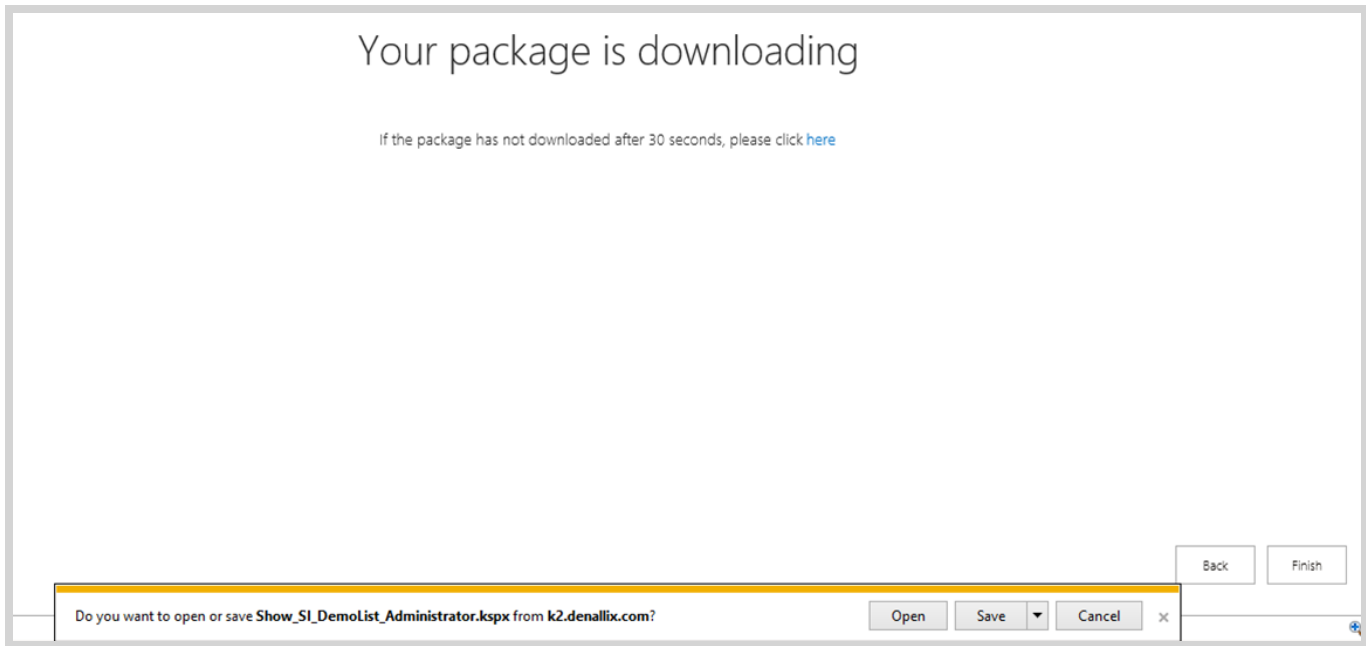 Your package is downloading
If the package has not downloaded after 30 seconds, please click here
Back Finish
Do you want to open or save Show_SI_DemoList_Administrator.kspx from k2.denallix.com? Open Save Cancel